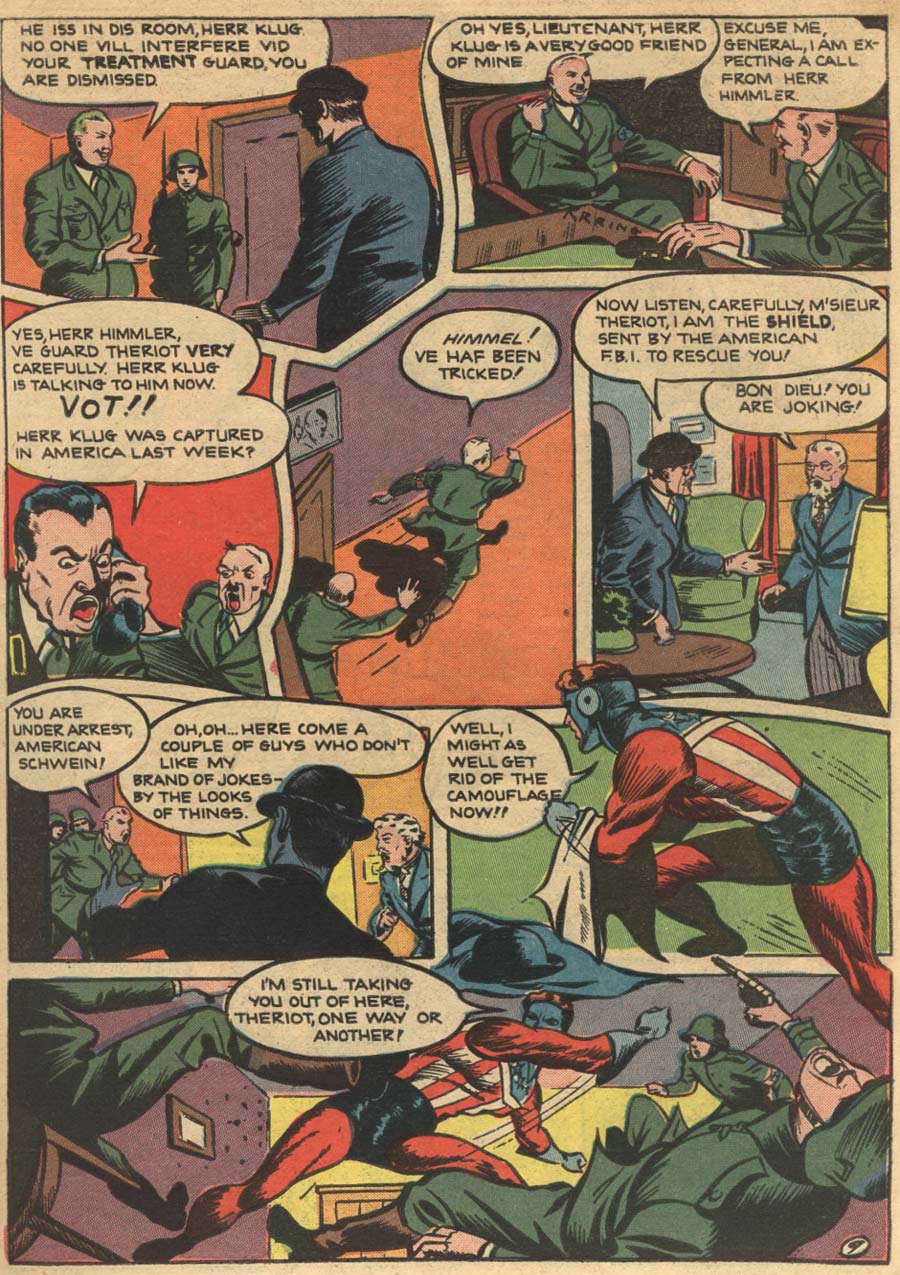 HE ISS IN DIS ROOM, HERR KLUG.
NO ONE VILL INTERFERE VID
YOUR TREATMENT GUARD, YOU
ARE DISMISSED.
OH YES, LIEUTENANT, HERR
KLUG IS A VERY GOOD FRIEND
OF MINE
EXCUSE ME,
GENERAL, I AM EX-
PECTING A CALL
FROM HERR
HIMMLER.
RRRING
YES, HERR HIMMLER,
VE GUARD THERIOT VERY
CAREFULLY. HERR KLUG
IS TALKING TO HIM NOW.
VOT!!
HERR KLUG WAS CAPTURED
IN AMERICA LAST WEEK?
HIMMEL!
VE HAF BEEN
TRICKED!
NOW LISTEN, CAREFULLY, M'SIEUR
THERIOT, I AM THE SHIELD,
SENT BY THE AMERICAN
F.B.I. TO RESCUE YOU!
BON DIEU! YOU
ARE JOKING!
YOU ARE
UNDER ARREST,
AMERICAN
SCHWEIN!
OH, OH... HERE COME A
COUPLE OF GUYS WHO DON'T
LIKE MY
BRAND OF JOKES-
BY THE LOOKS
OF THINGS.
WELL, I
MIGHT AS
WELL GET
RID OF THE
CAMOUFLAGE
NOW!!
I'M STILL TAKING
YOU OUT OF HERE,
THERIOT, ONE WAY OR
ANOTHER!
9